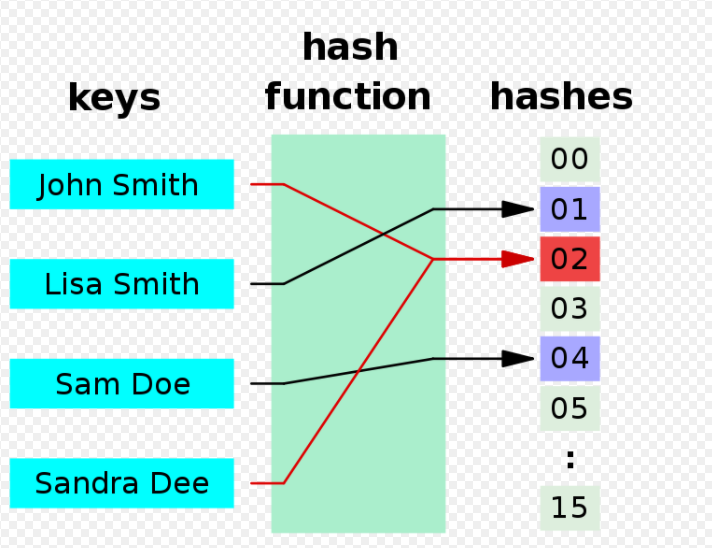 hash
keys function hashes
John Smith
Lisa Smith
Sam Doe
Sandra Dee
00
01
02
03
04
05
:
15